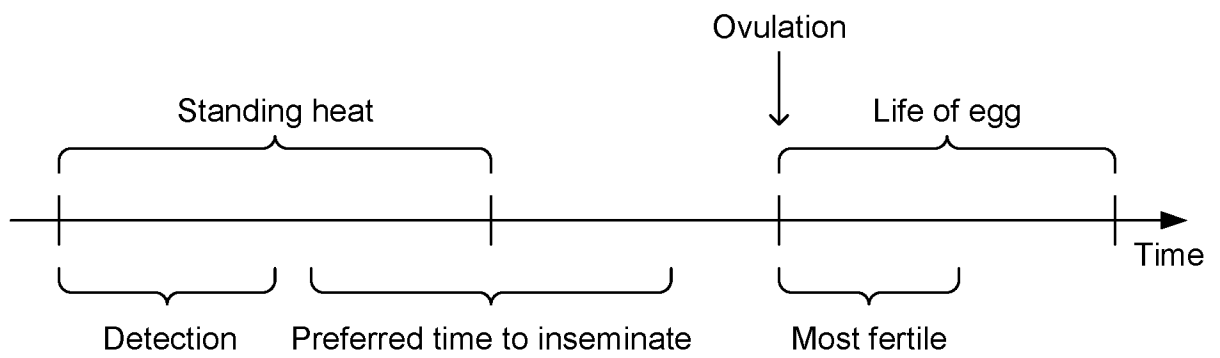 Ovulation
Standing heat
Life of egg
Time
Detection
Preferred time to inseminate
Most fertile